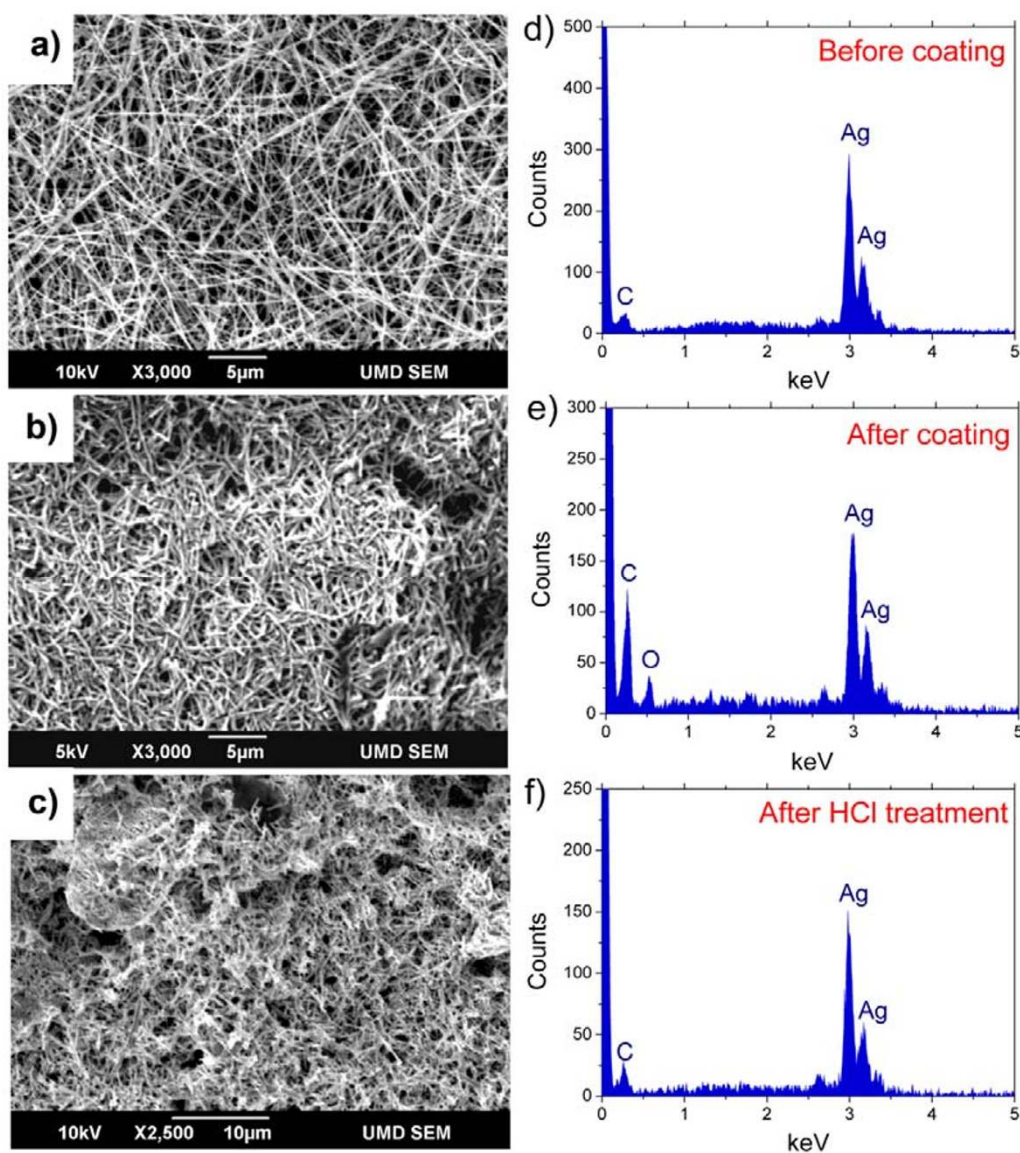 a)
10kV X3,000 5µm UMD SEM
b)
5kV X3,000 5µm UMD SEM
c)
10kV X2,500 10µm UMD SEM
d)
Before coating
500
400
300
200
100
0
Counts
Ag
Ag
C
0 1 2 3 4 5
keV
e)
After coating
300
250
200
150
100
50
0
Counts
Ag
C
Ag
O
0 1 2 3 4 5
keV
f)
After HCl treatment
250
200
150
100
50
0
Counts
Ag
Ag
C
0 1 2 3 4 5
keV